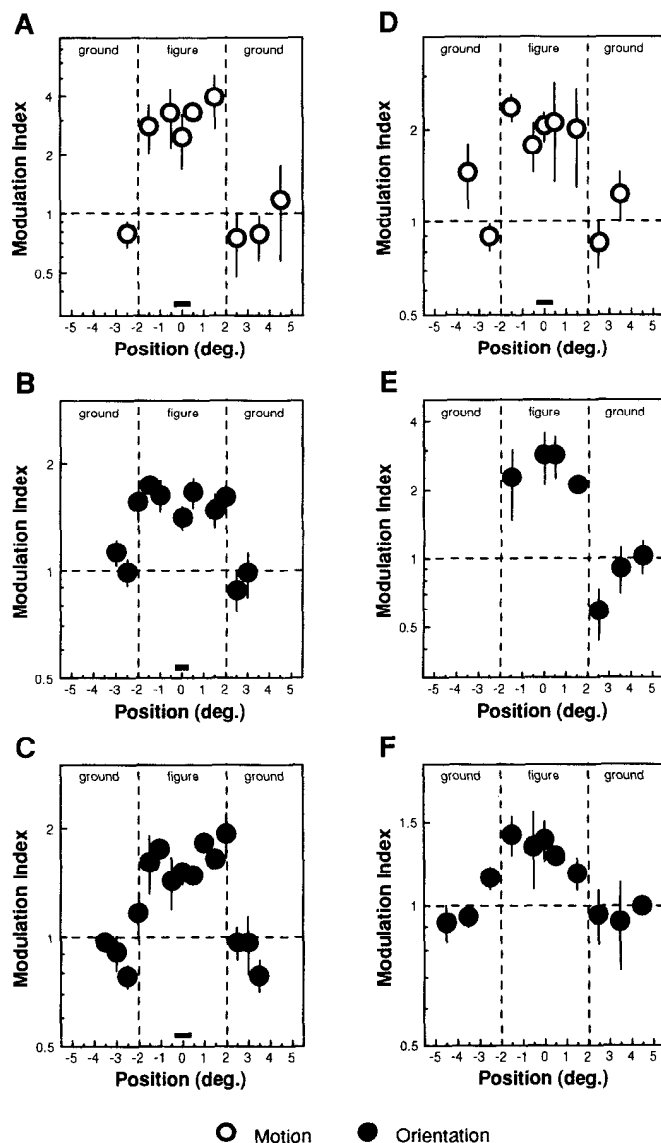 A
ground figure ground
Modulation Index
4
2
1
0.5
-5 -4 -3 -2 -1 0 1 2 3 4 5
Position (deg.)
B
ground figure ground
Modulation Index
2
1
0.5
-5 -4 -3 -2 -1 0 1 2 3 4 5
Position (deg.)
C
ground figure ground
Modulation Index
2
1
0.5
-5 -4 -3 -2 -1 0 1 2 3 4 5
Position (deg.)
D
ground figure ground
Modulation Index
2
1
0.5
-5 -4 -3 -2 -1 0 1 2 3 4 5
Position (deg.)
E
ground figure ground
Modulation Index
4
2
1
0.5
-5 -4 -3 -2 -1 0 1 2 3 4 5
Position (deg.)
F
ground figure ground
Modulation Index
1.5
1
0.5
-5 -4 -3 -2 -1 0 1 2 3 4 5
Position (deg.)
Motion Orientation